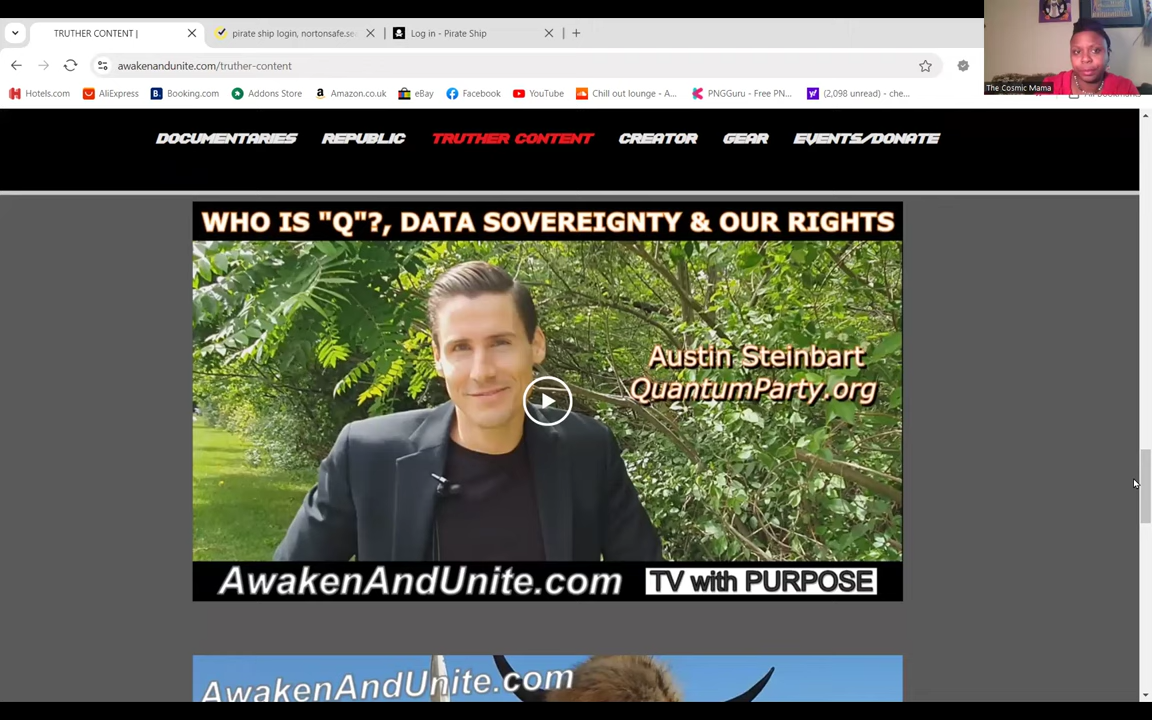 TRUTHER CONTENT |
pirate ship login, nortonsafe.se
Log in - Pirate Ship
awakenandunite.com/truther-content
The Cosmic Mama
Hotels.com
AliExpress
Booking.com
Addons Store
Amazon.co.uk
eBay
Facebook
YouTube
Chill out lounge - A...
PNGGuru - Free PN...
(2,098 unread) - che...
DOCUMENTARIES
REPUBLIC
TRUTHER CONTENT
CREATOR
GEAR
EVENTS/DONATE
WHO IS "Q"?, DATA SOVEREIGNTY & OUR RIGHTS
Austin Steinbart
QuantumParty.org
AwakenAndUnite.com
TV with PURPOSE
AwakenAndUnite.com